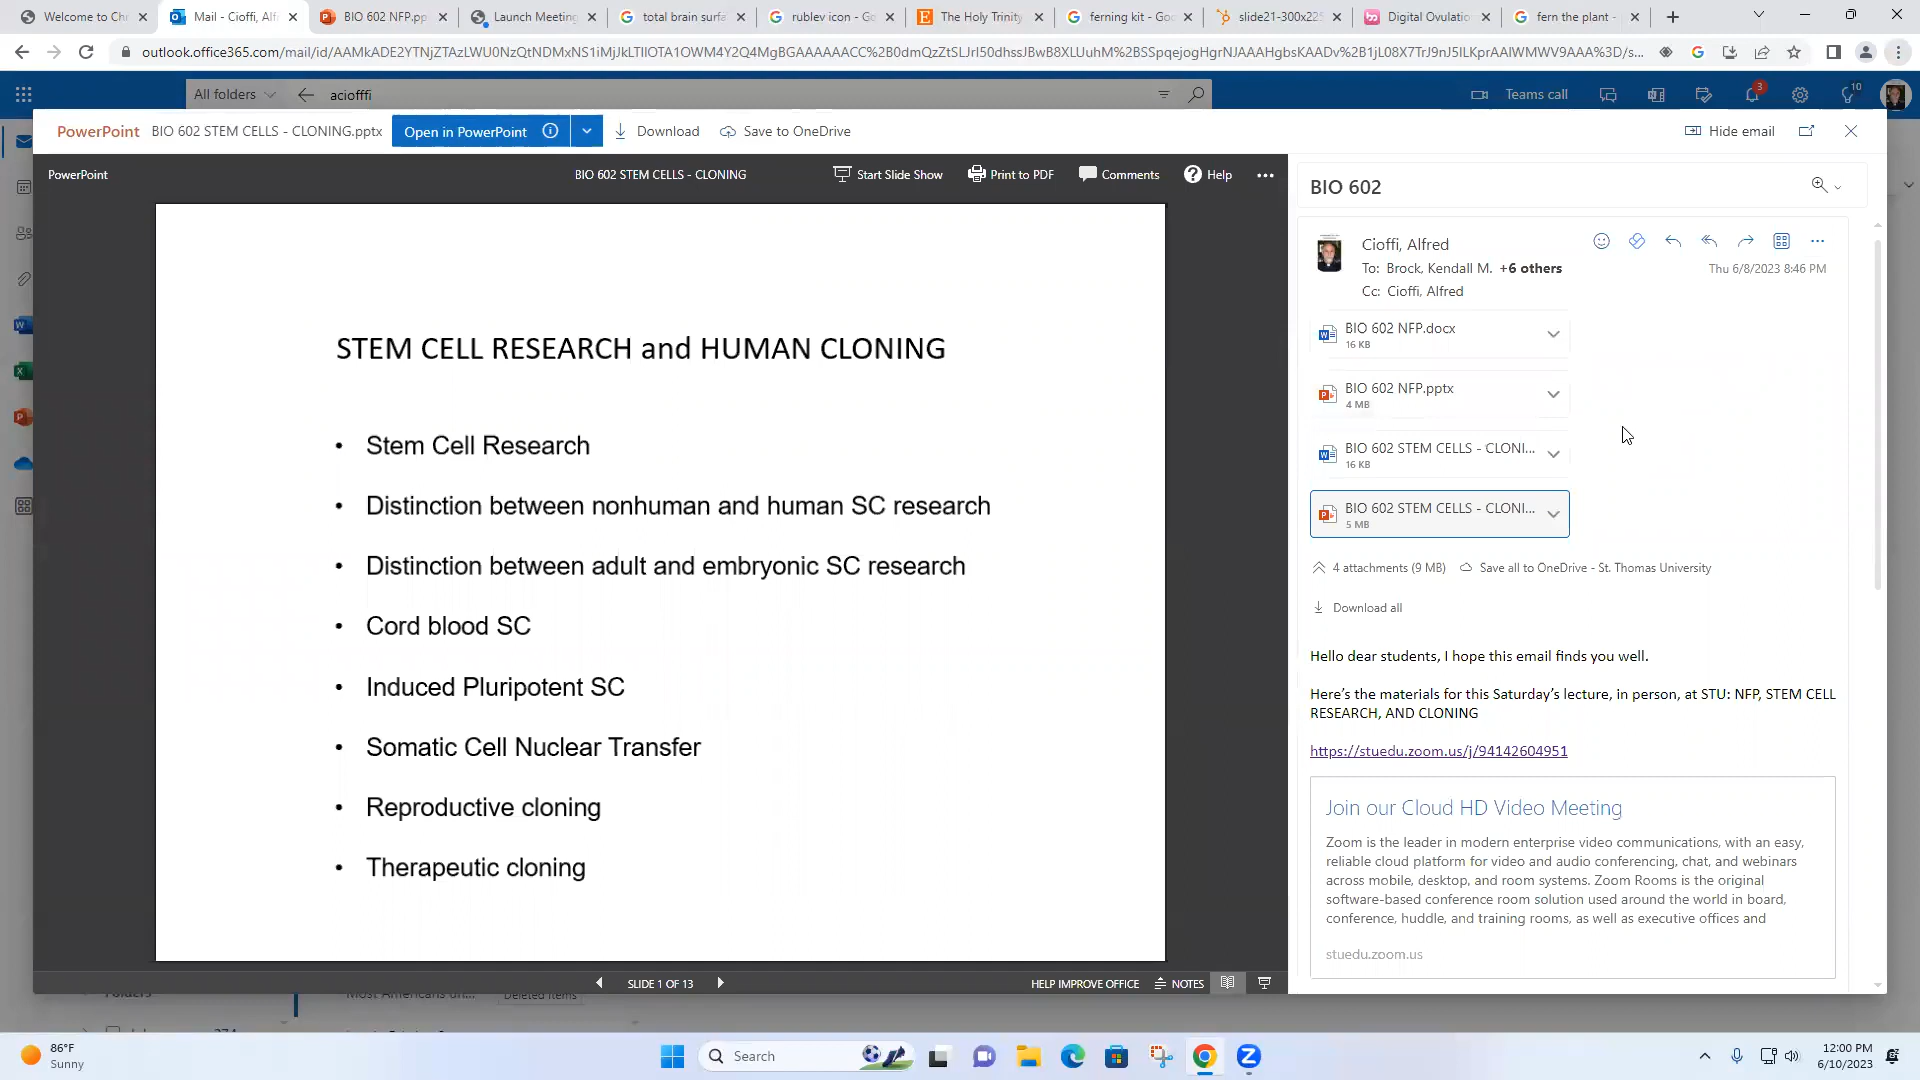 Welcome to Chr
Mail - Cioffi, Alf
BIO 602 NFP.pp
Launch Meeting
total brain surfa
rublev icon - Go
The Holy Trinity
ferning kit - Goo
slide21-300x225
Digital Ovulatio
fern the plant -
All folders
aciofffi
Teams call
3
10
PowerPoint BIO 602 STEM CELLS - CLONING.pptx Open in PowerPoint Download Save to OneDrive Hide email
PowerPoint BIO 602 STEM CELLS - CLONING Start Slide Show Print to PDF Comments Help
STEM CELL RESEARCH and HUMAN CLONING
• Stem Cell Research
• Distinction between nonhuman and human SC research
• Distinction between adult and embryonic SC research
• Cord blood SC
• Induced Pluripotent SC
• Somatic Cell Nuclear Transfer
• Reproductive cloning
• Therapeutic cloning
SLIDE 1 OF 13 HELP IMPROVE OFFICE NOTES
BIO 602
Cioffi, Alfred
To: Brock, Kendall M. +6 others
Thu 6/8/2023 8:46 PM
Cc: Cioffi, Alfred
BIO 602 NFP.docx
16 KB
BIO 602 NFP.pptx
4 MB
BIO 602 STEM CELLS - CLONI...
16 KB
BIO 602 STEM CELLS - CLONI...
5 MB
4 attachments (9 MB) Save all to OneDrive - St. Thomas University
Download all
Hello dear students, I hope this email finds you well.
Here's the materials for this Saturday's lecture, in person, at STU: NFP, STEM CELL
RESEARCH, AND CLONING
https://stuedu.zoom.us/j/94142604951
Join our Cloud HD Video Meeting
Zoom is the leader in modern enterprise video communications, with an easy,
reliable cloud platform for video and audio conferencing, chat, and webinars
across mobile, desktop, and room systems. Zoom Rooms is the original
software-based conference room solution used around the world in board,
conference, huddle, and training rooms, as well as executive offices and
stuedu.zoom.us
Deleted Items
86°F
Sunny
Search
12:00 PM
6/10/2023